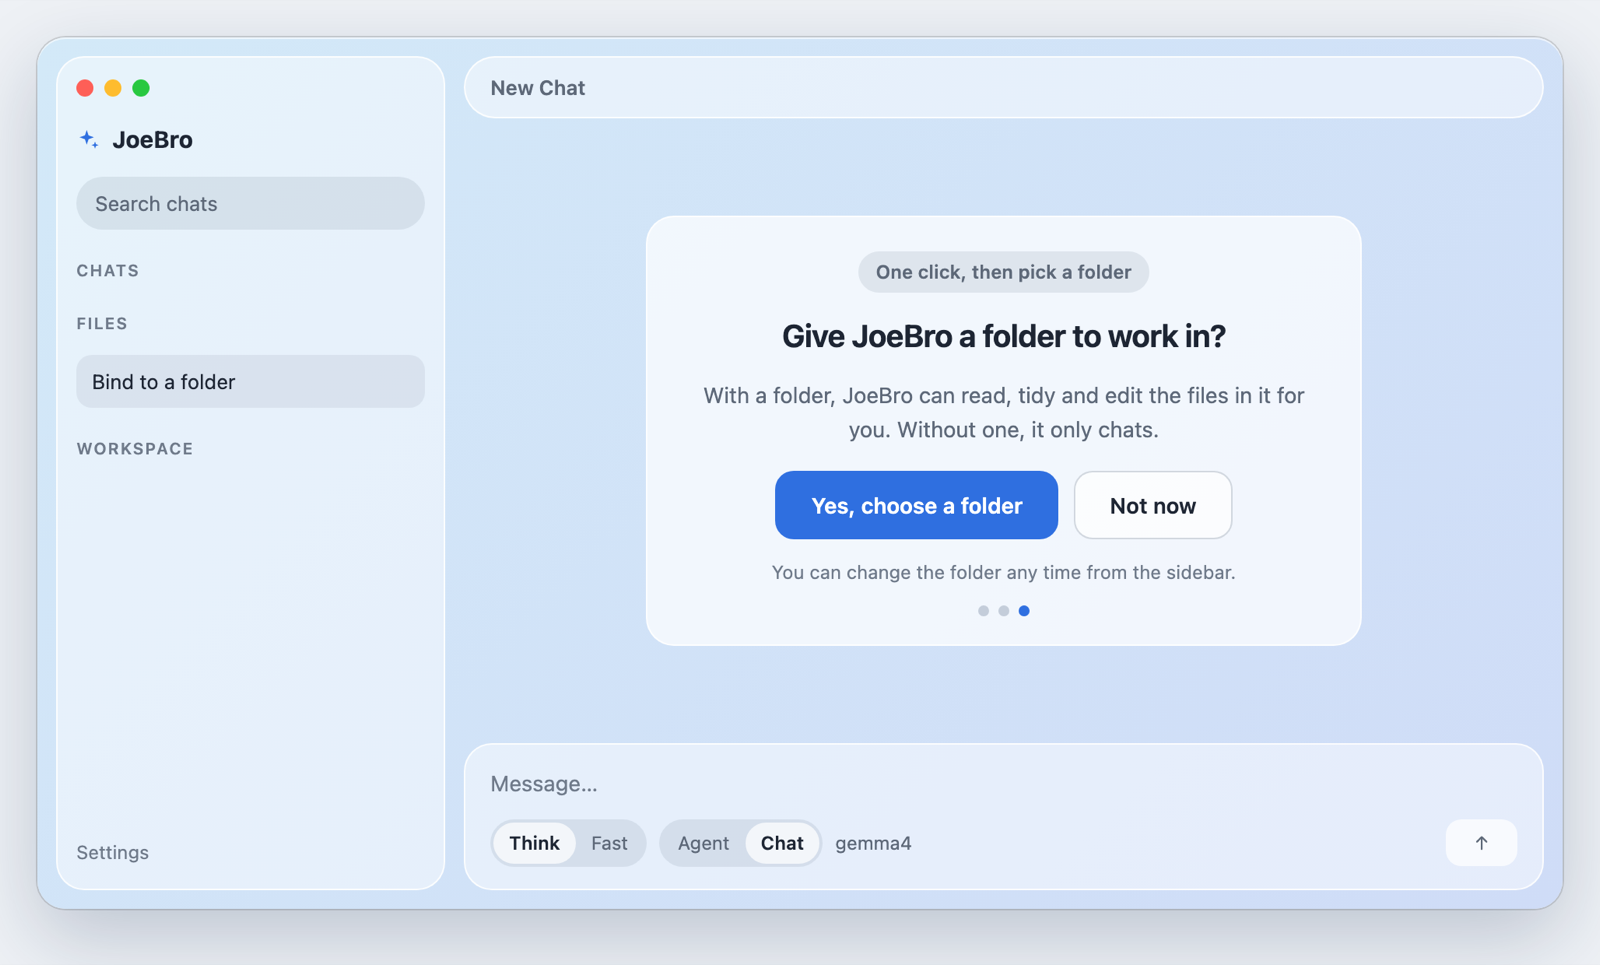 JoeBro
Search chats
CHATS
FILES
Bind to a folder
WORKSPACE
Settings
New Chat
One click, then pick a folder
Give JoeBro a folder to work in?
With a folder, JoeBro can read, tidy and edit the files in it for
you. Without one, it only chats.
Yes, choose a folder
Not now
You can change the folder any time from the sidebar.
Message...
Think Fast Agent Chat gemma4